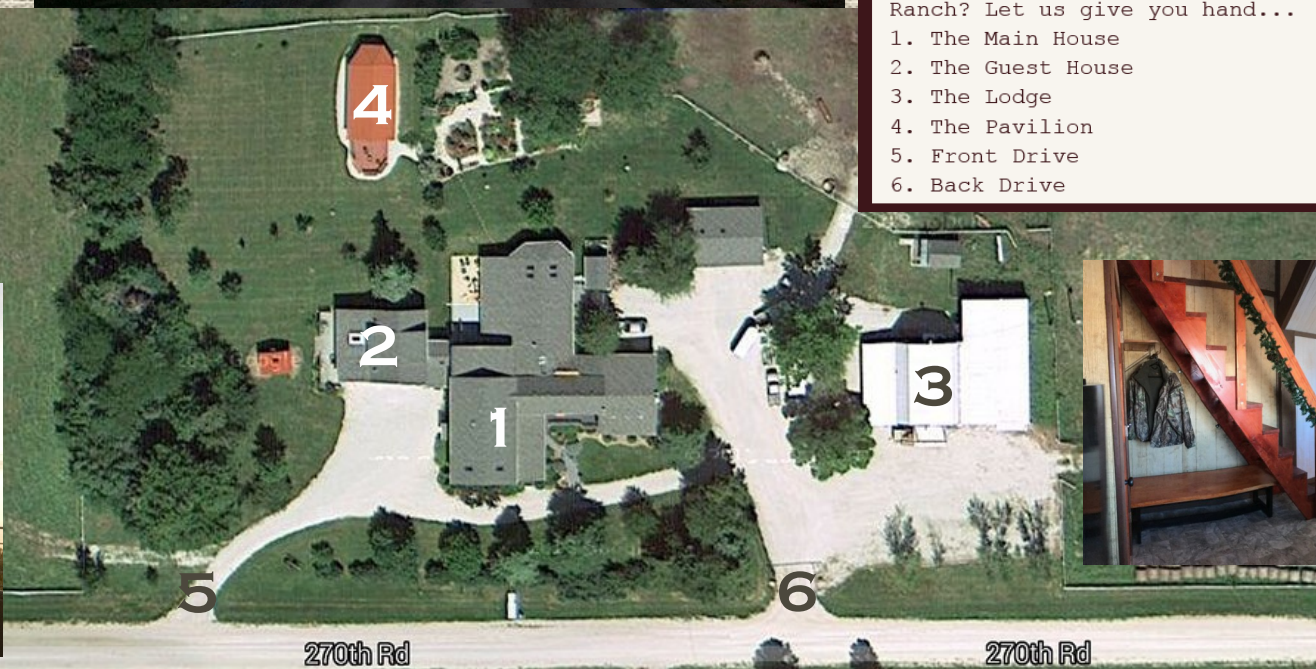 Ranch? Let us give you hand...
1. The Main House
2. The Guest House
3. The Lodge
4. The Pavilion
5. Front Drive
6. Back Drive
4
2
3
1
5
6
270th Rd
270th Rd